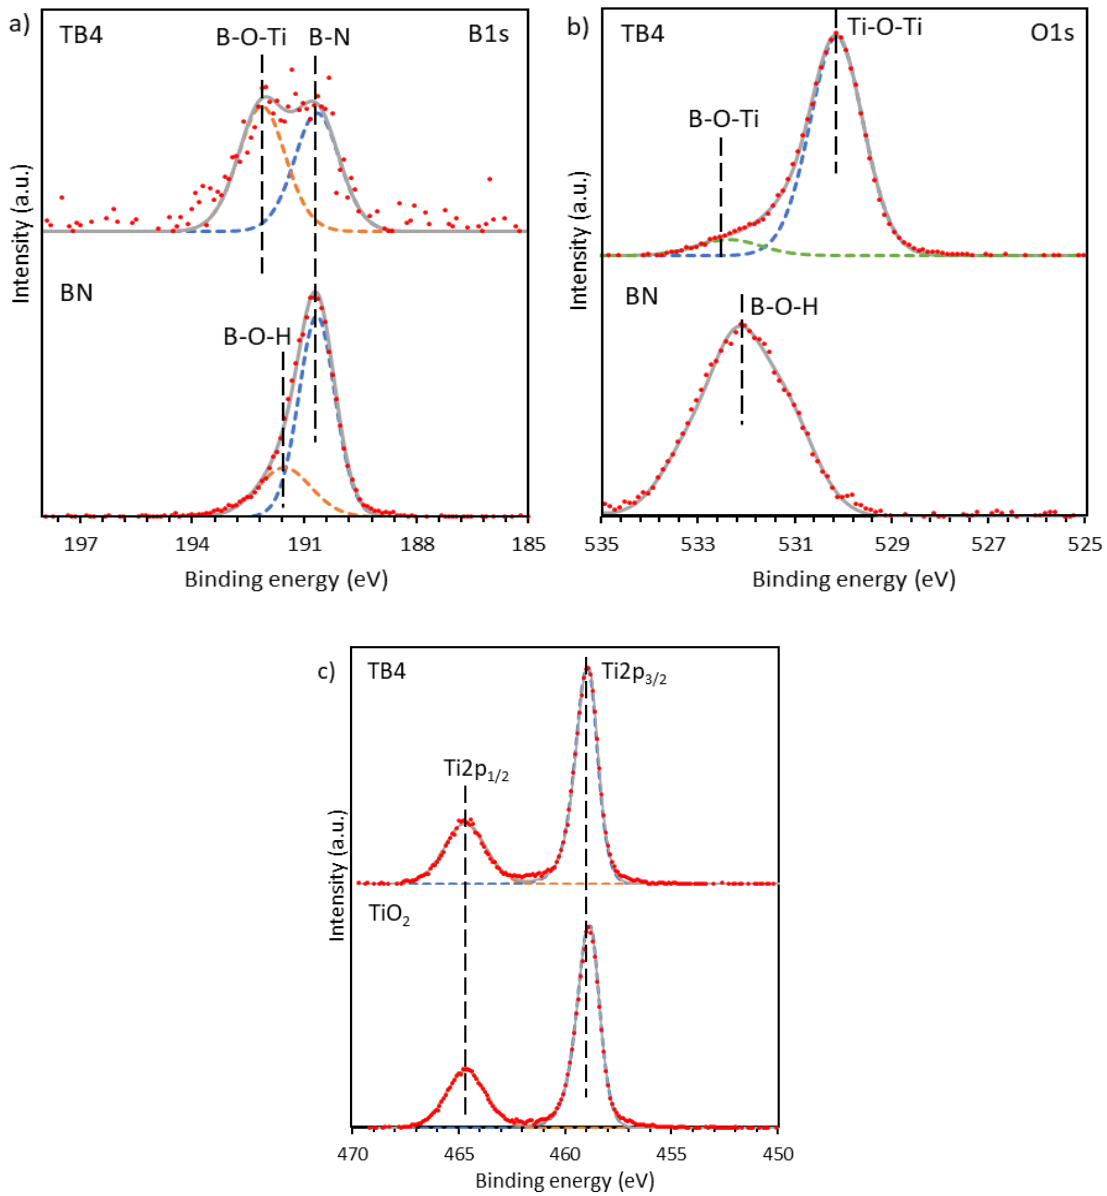 a)
TB4
B-O-Ti
B-N
B1s
BN
B-O-H
Intensity (a.u.)
197
194
191
188
185
Binding energy (eV)
b)
TB4
Ti-O-Ti
O1s
B-O-Ti
BN
B-O-H
Intensity (a.u.)
535
533
531
529
527
525
Binding energy (eV)
c)
TB4
Ti2p3/2
Ti2p1/2
TiO2
Intensity (a.u.)
470
465
460
455
450
Binding energy (eV)